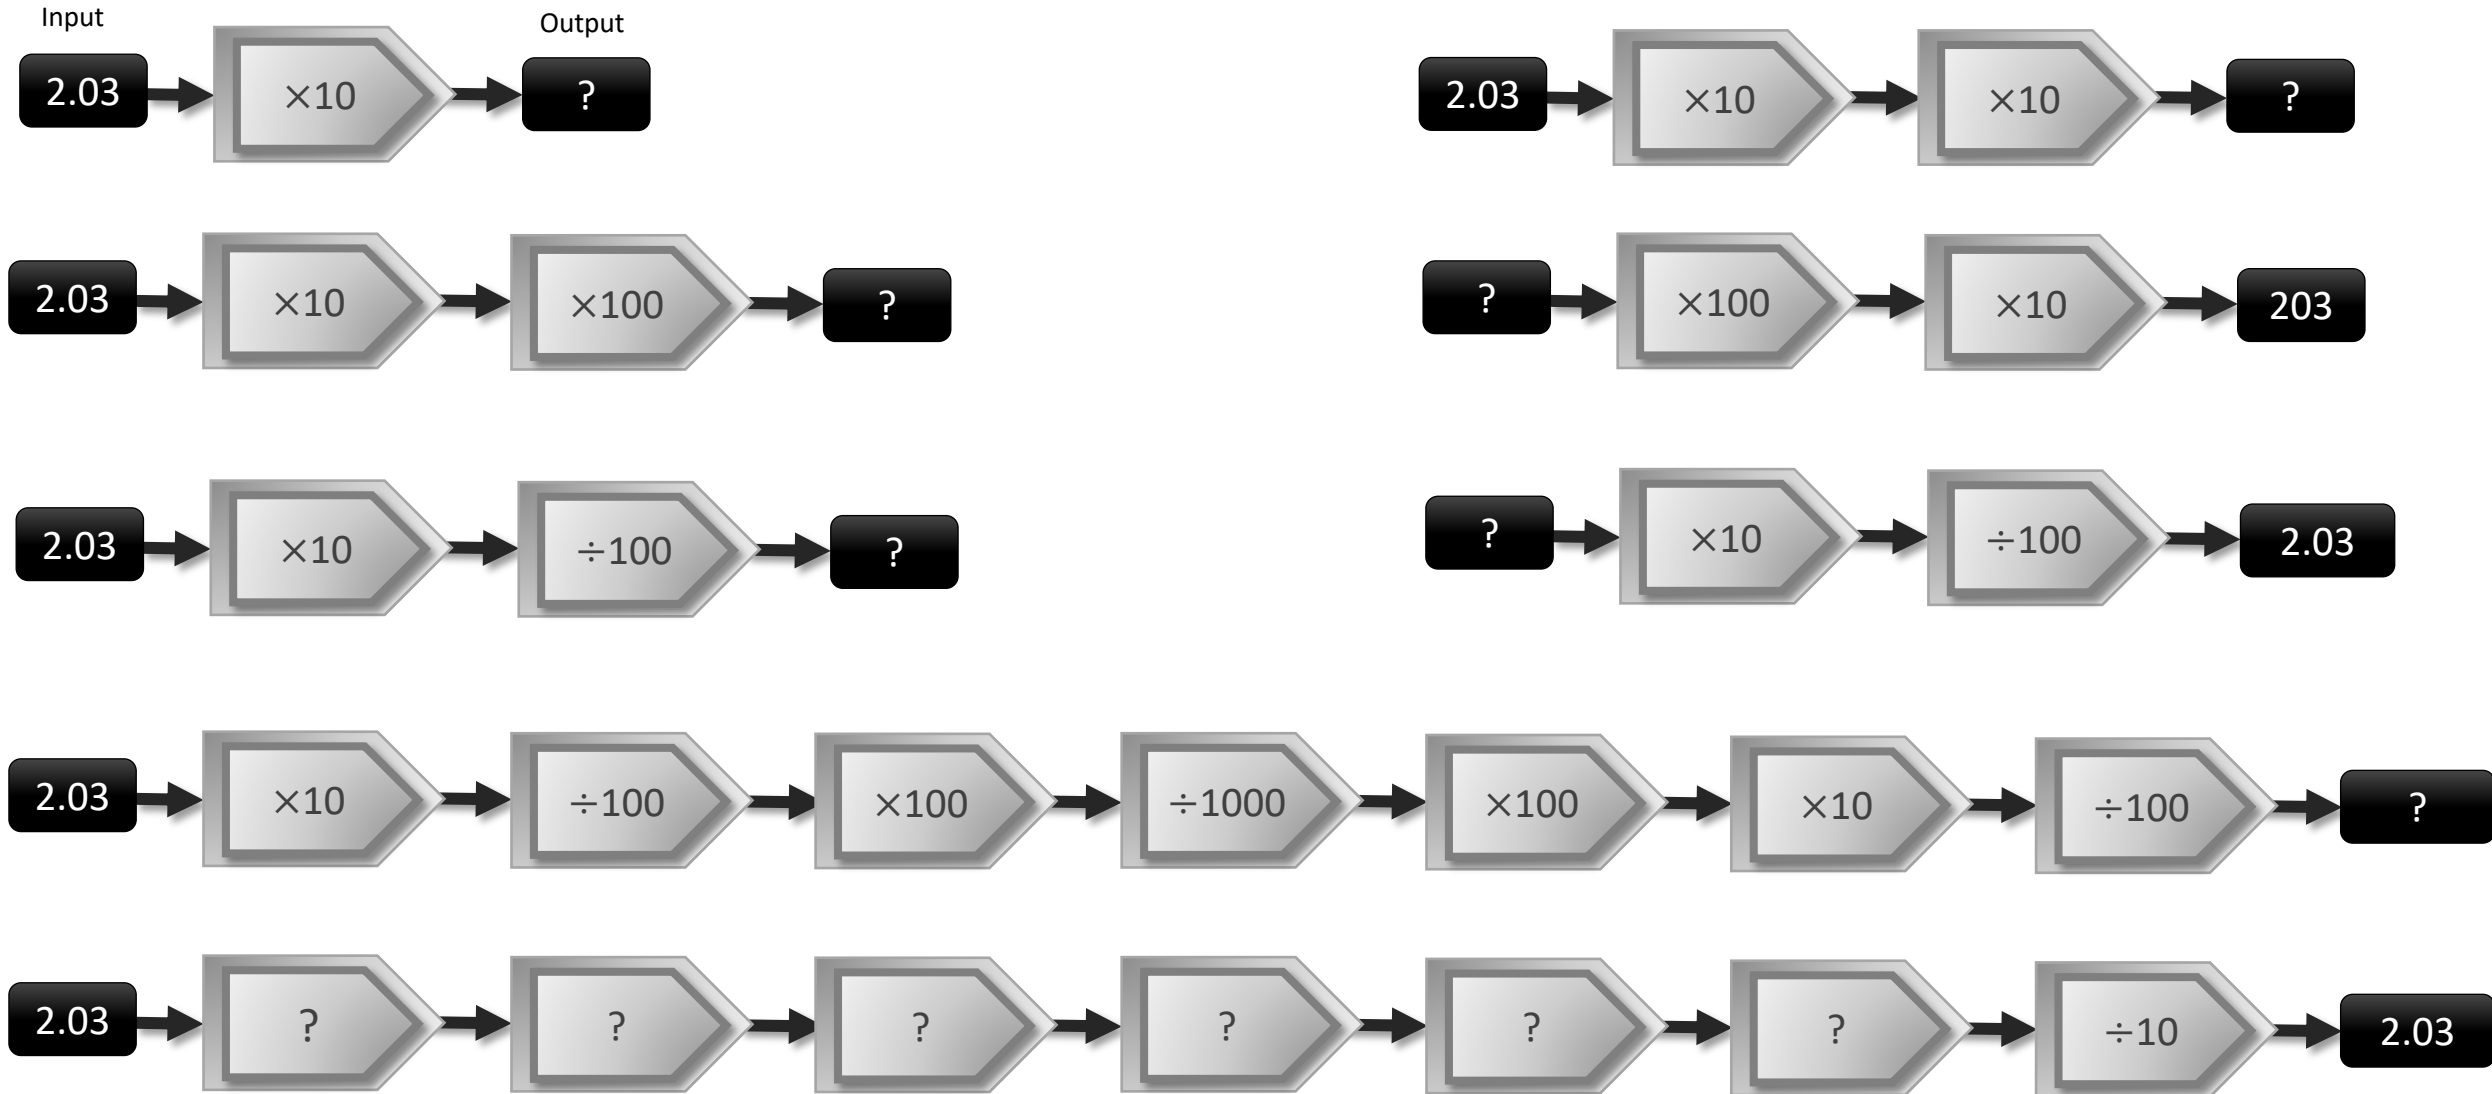 Input Output
2.03 ×10 ? 2.03 ×10 ×10 ?
2.03 ×10 ×100 ? ? ×100 ×10 203
2.03 ×10 ÷100 ? ? ×10 ÷100 2.03
2.03 ×10 ÷100 ×100 ÷1000 ×100 ×10 ÷100 ?
2.03 ? ? ? ? ? ? ÷10 2.03